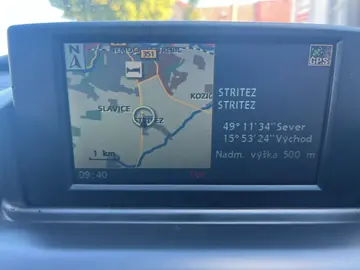 N
A
GPS
351
KOZIC
SLAVICE
STRITEZ
STRITEZ
49° 11'34" Sever
15° 53'24" Východ
Nadm. výška 500 m
1 km
09:40